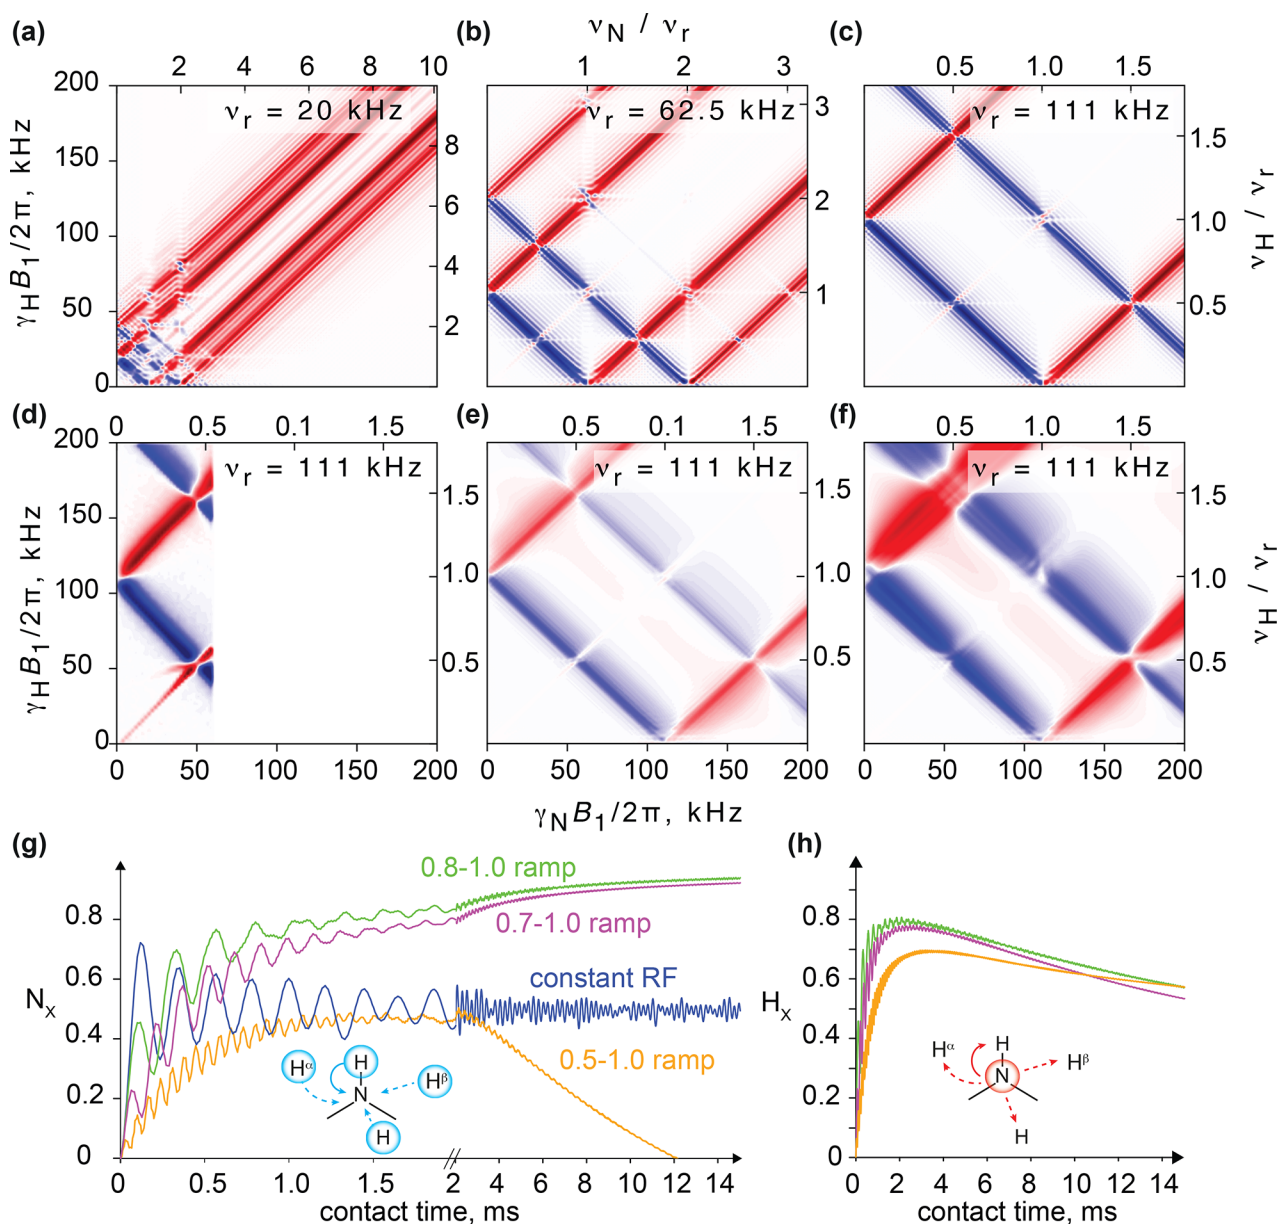 (a)
(b)
(c)
νN / νr
2 4 6 8 10
1 2 3
0.5 1.0 1.5
νr = 20 kHz
νr = 62.5 kHz
νr = 111 kHz
γHB1/2π, kHz
200
150
100
50
0
8
6
4
2
3
2
1
1.5
1.0
0.5
νH / νr
(d)
(e)
(f)
0 0.5 0.1 1.5
0.5 0.1 1.5
0.5 1.0 1.5
νr = 111 kHz
νr = 111 kHz
νr = 111 kHz
γHB1/2π, kHz
200
150
100
50
0
1.5
1.0
0.5
1.5
1.0
0.5
νH / νr
0 50 100 150 200
0 50 100 150 200
0 50 100 150 200
γNB1/2π, kHz
(g)
0.8-1.0 ramp
0.7-1.0 ramp
constant RF
0.5-1.0 ramp
Nx
0.8
0.6
0.4
0.2
0
Hα
H
N
Hβ
H
0 0.5 1.0 1.5 2 4 6 8 10 12 14
contact time, ms
(h)
Hx
0.8
0.6
0.4
0.2
0
Hα
H
N
Hβ
H
0 2 4 6 8 10 12 14
contact time, ms